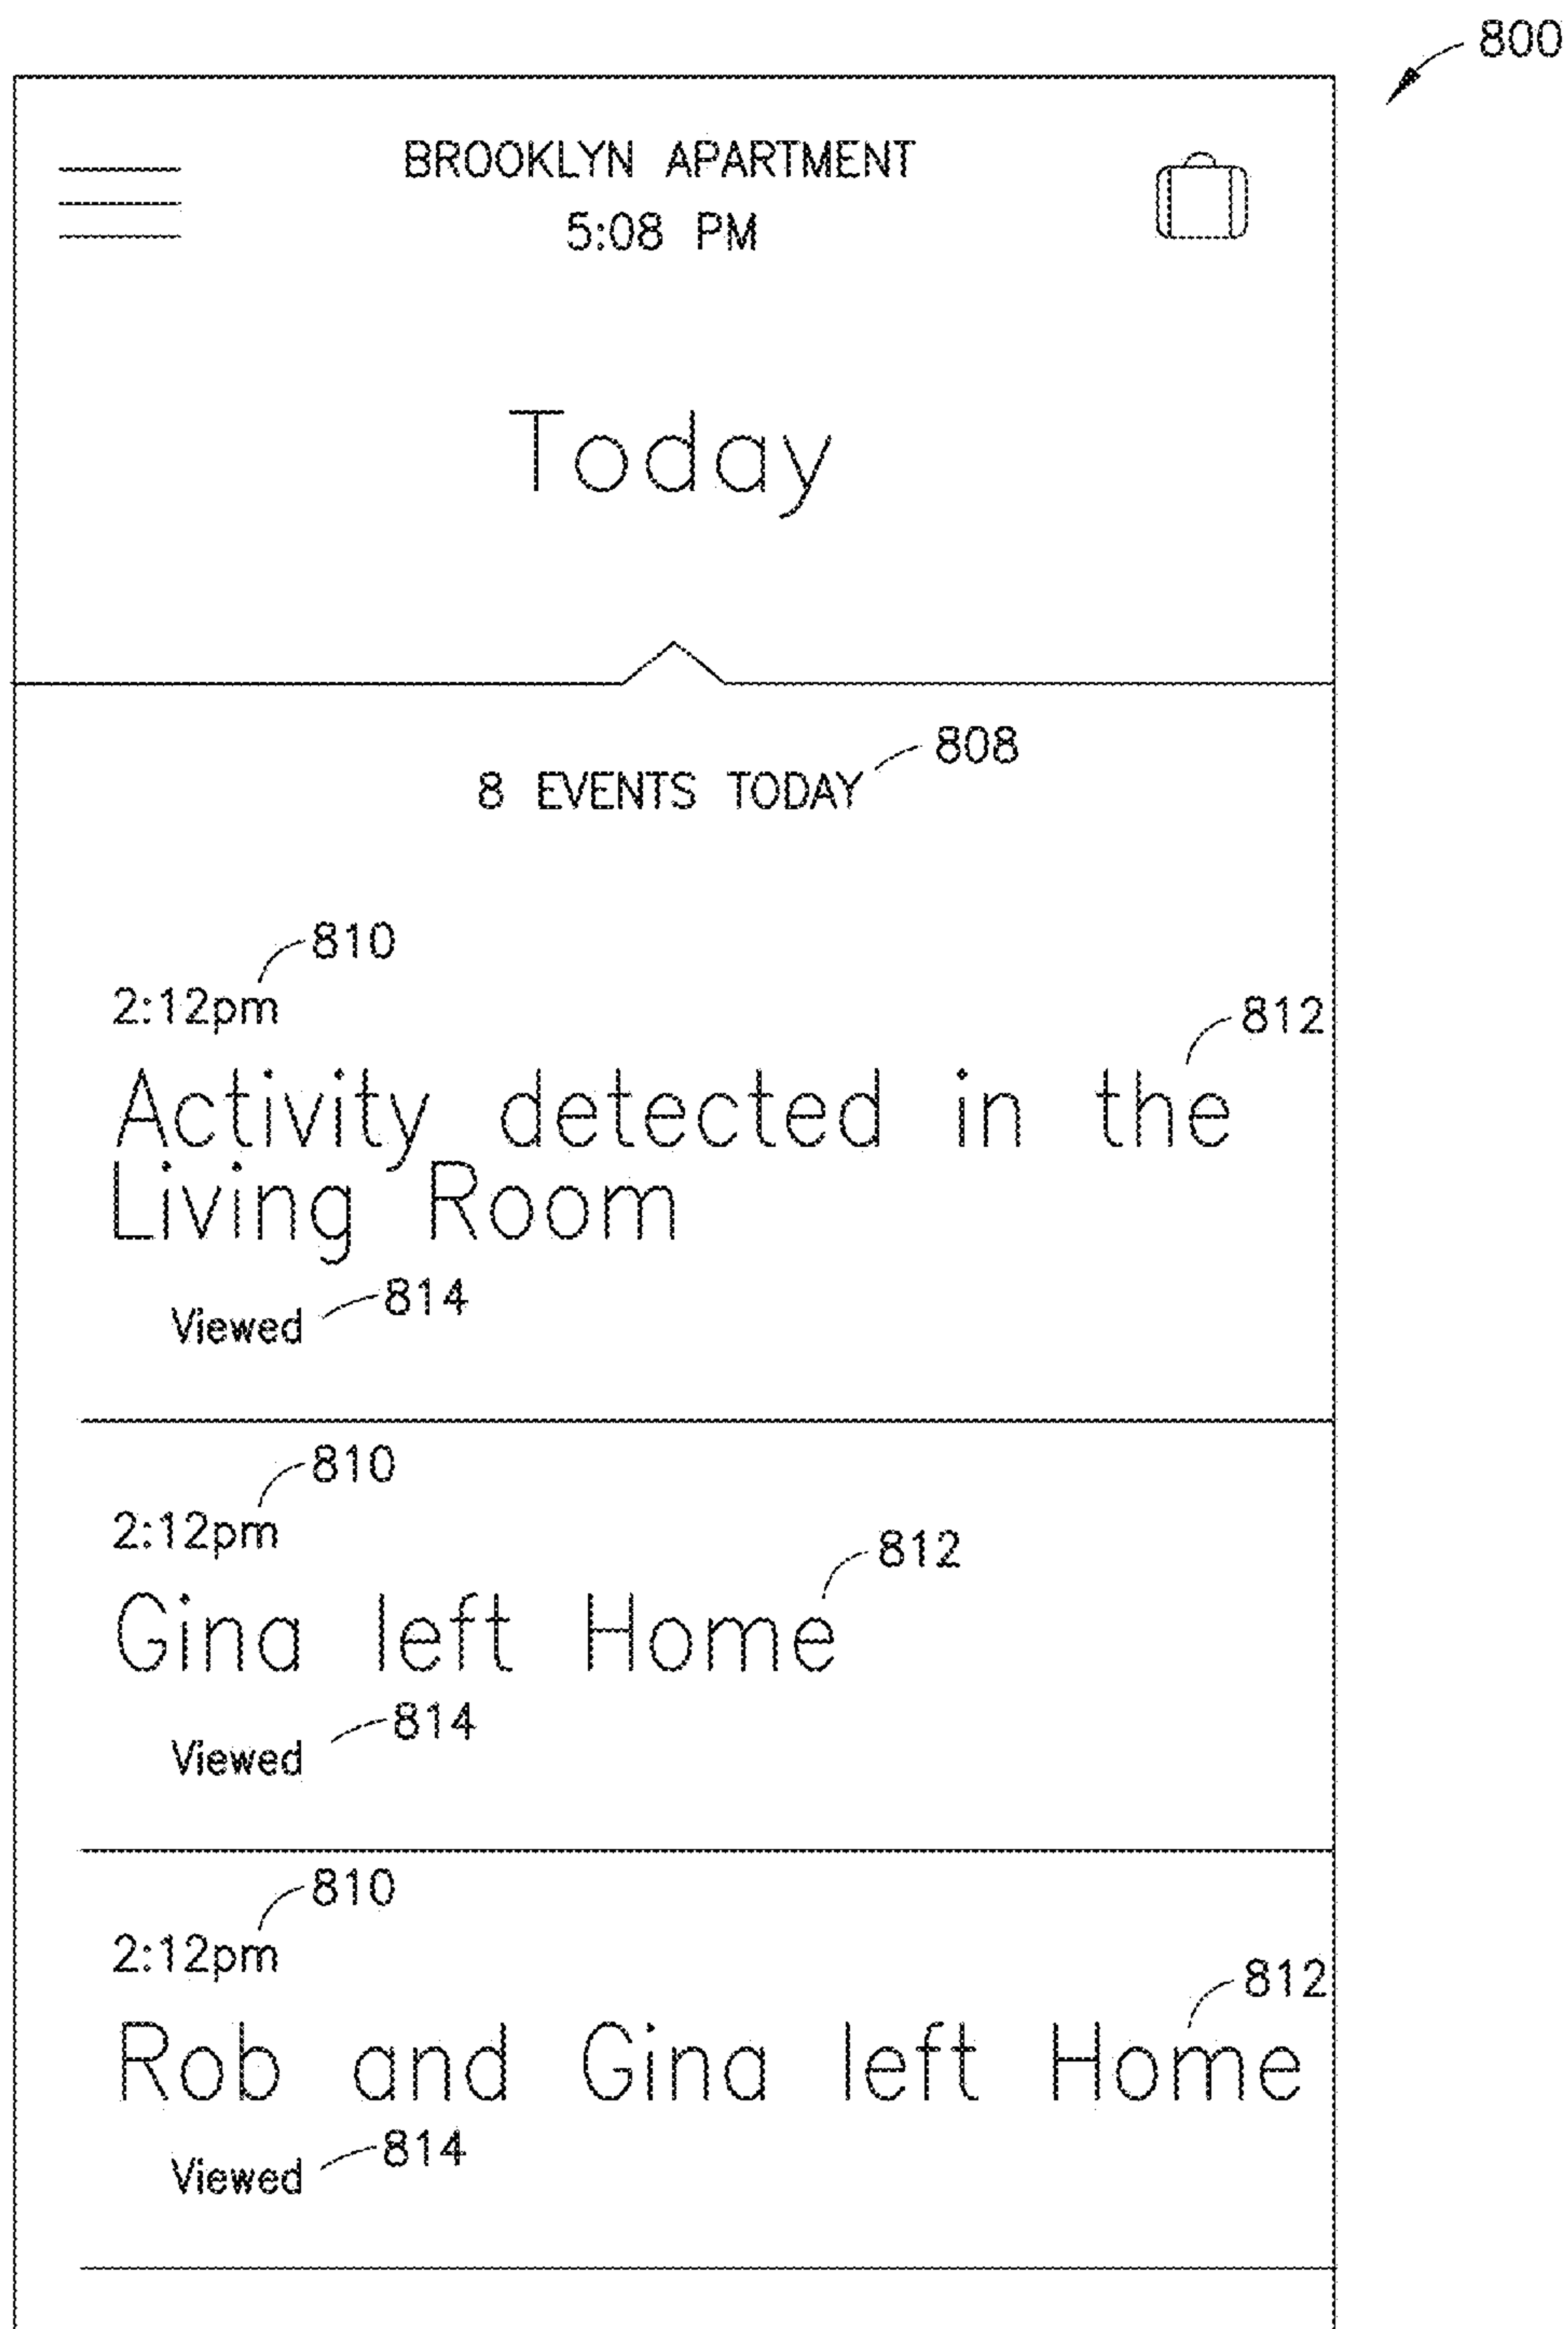 800
BROOKLYN APARTMENT
5:08 PM
Today
808
8 EVENTS TODAY
810
2:12pm
812
Activity detected in the
Living Room
814
Viewed
810
2:12pm
812
Gina left Home
814
Viewed
810
2:12pm
812
Rob and Gina left Home
814
Viewed